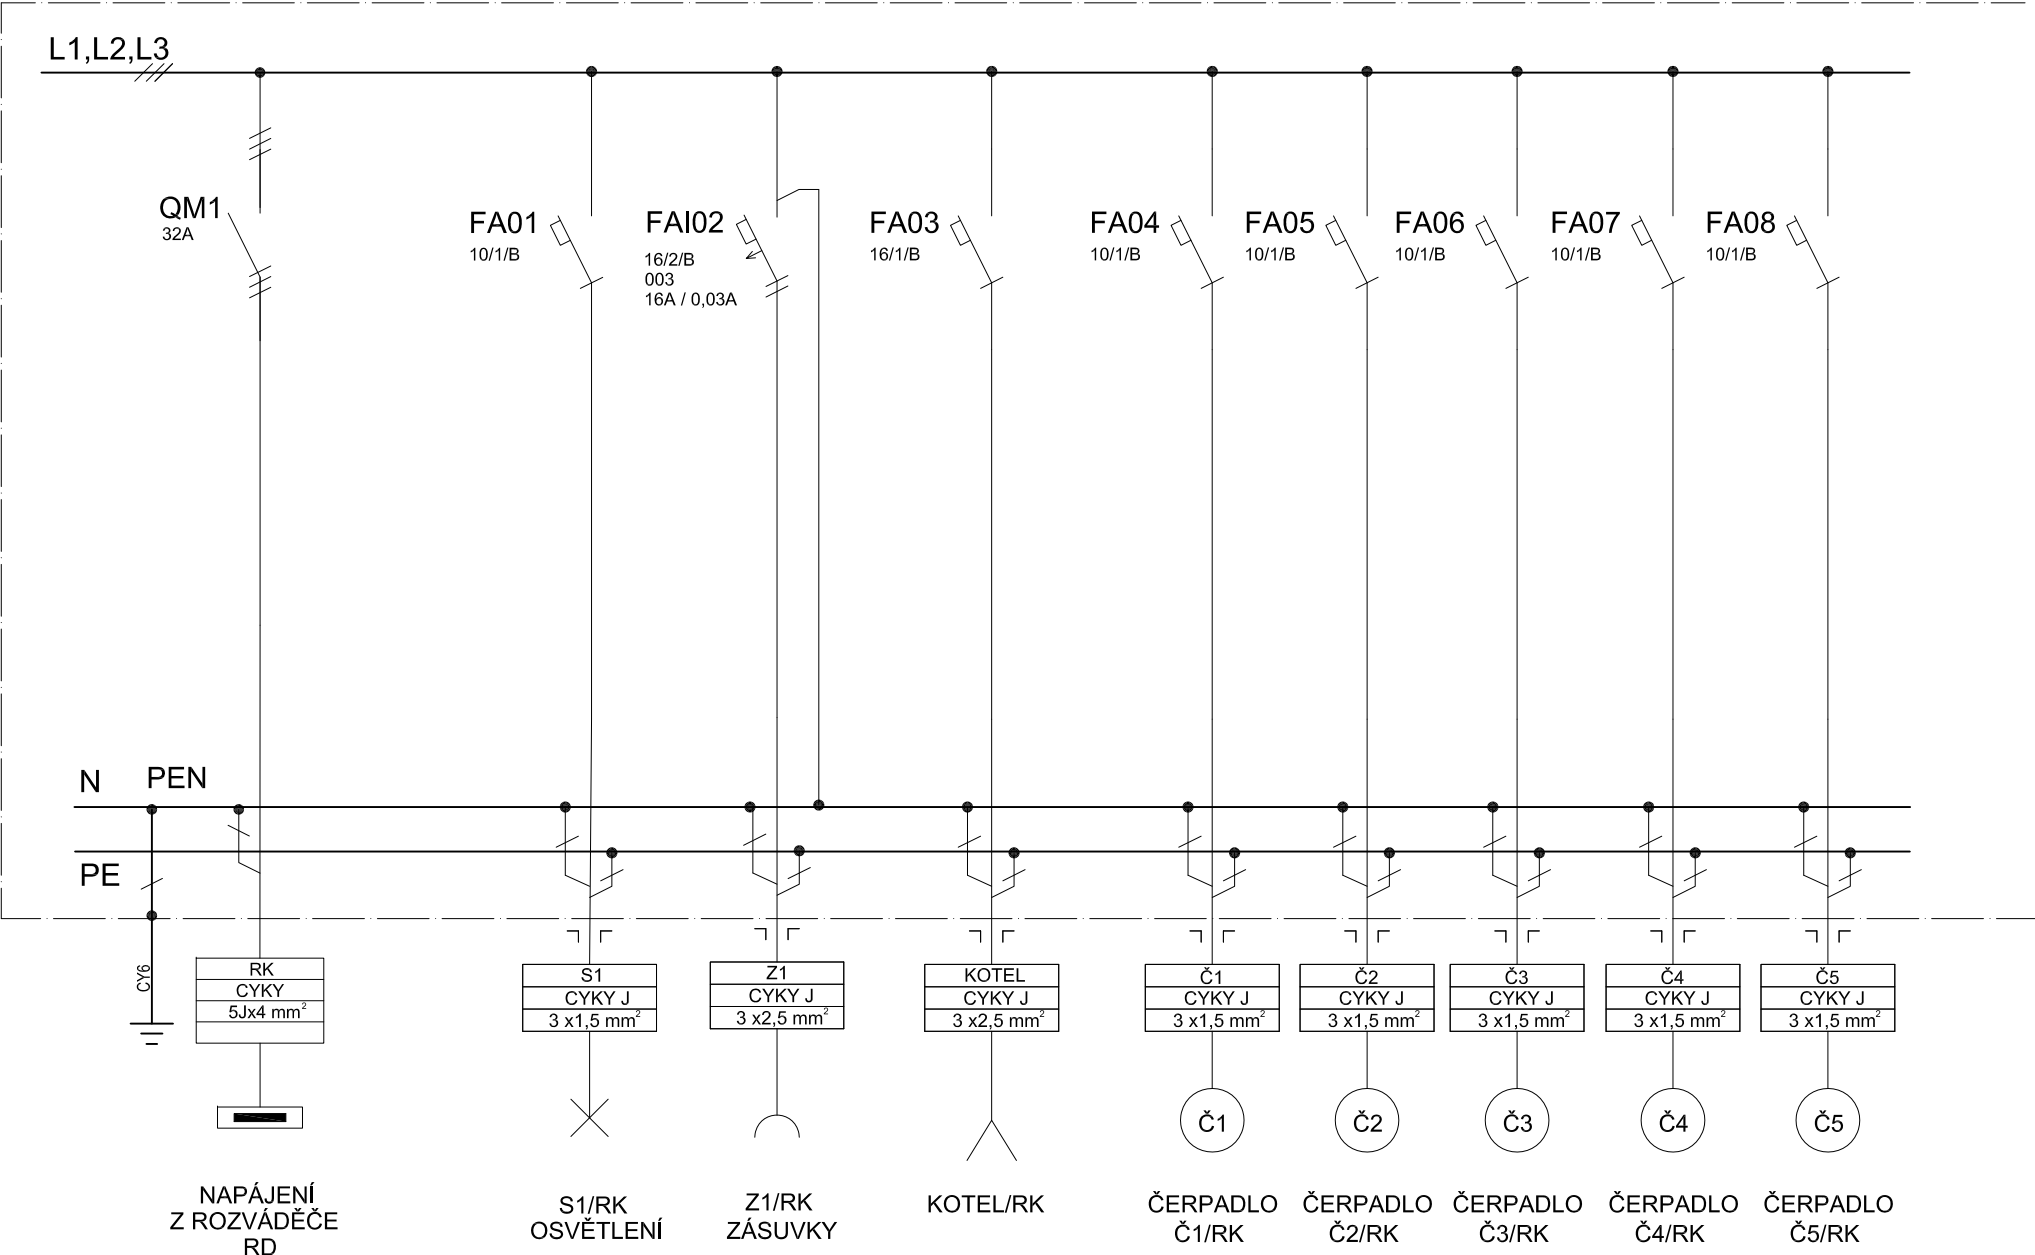 L1,L2,L3
QM1
32A
FA01
10/1/B
FAI02
16/2/B
003
16A / 0,03A
FA03
16/1/B
FA04
10/1/B
FA05
10/1/B
FA06
10/1/B
FA07
10/1/B
FA08
10/1/B
N
PEN
PE
CY6
RK
CYKY
5Jx4 mm²
S1
CYKY J
3 x1,5 mm²
Z1
CYKY J
3 x2,5 mm²
KOTEL
CYKY J
3 x2,5 mm²
Č1
CYKY J
3 x1,5 mm²
Č2
CYKY J
3 x1,5 mm²
Č3
CYKY J
3 x1,5 mm²
Č4
CYKY J
3 x1,5 mm²
Č5
CYKY J
3 x1,5 mm²
Č1
Č2
Č3
Č4
Č5
NAPÁJENÍ
Z ROZVÁDĚČE
RD
S1/RK
OSVĚTLENÍ
Z1/RK
ZÁSUVKY
KOTEL/RK
ČERPADLO
Č1/RK
ČERPADLO
Č2/RK
ČERPADLO
Č3/RK
ČERPADLO
Č4/RK
ČERPADLO
Č5/RK